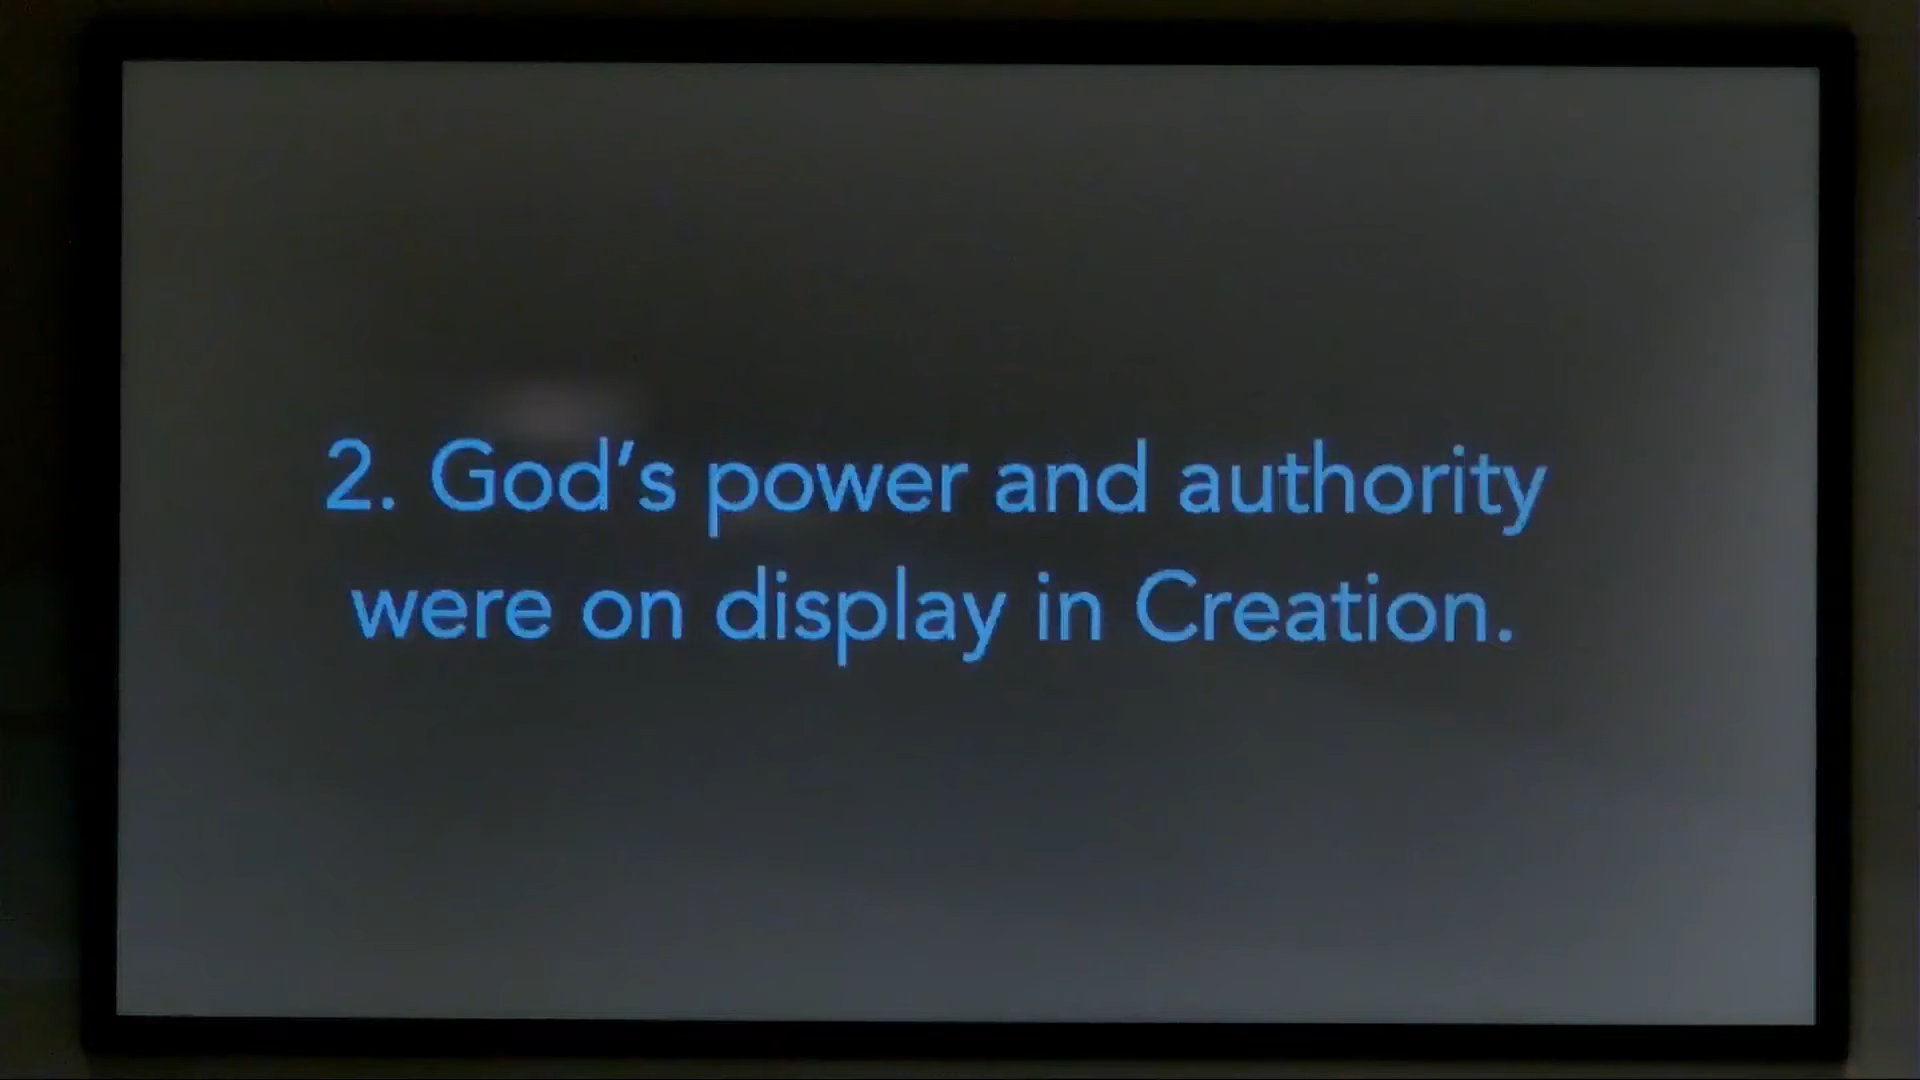 2. God’s power and authority
were on display in Creation.